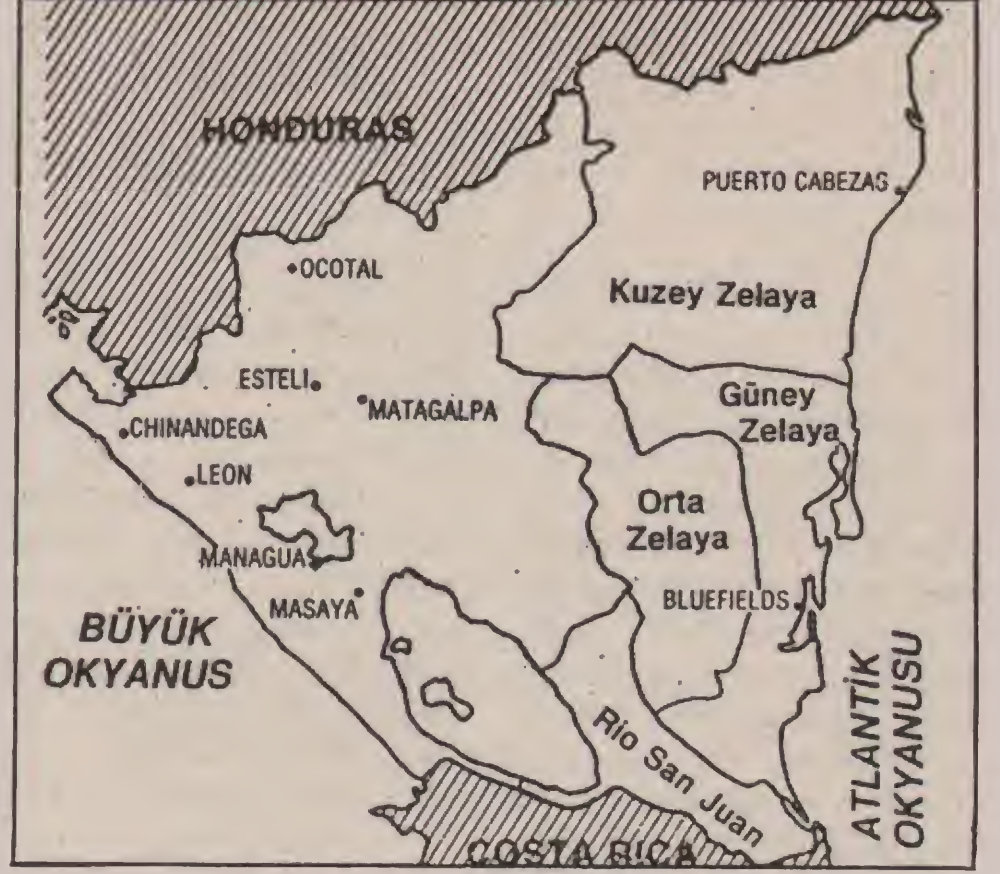 HONDURAS
PUERTO CABEZAS
OCOTAL
Kuzey Zelaya
ESTELI
MATAGALPA
Güney
Zelaya
CHINANDEGA
LEON
Orta
Zelaya
MANAGUA
MASAYA
BLUEFIELDS
BÜYÜK
OKYANUS
ATLANTİK
OKYANUSU
Rio San Juan
COSTA RICA